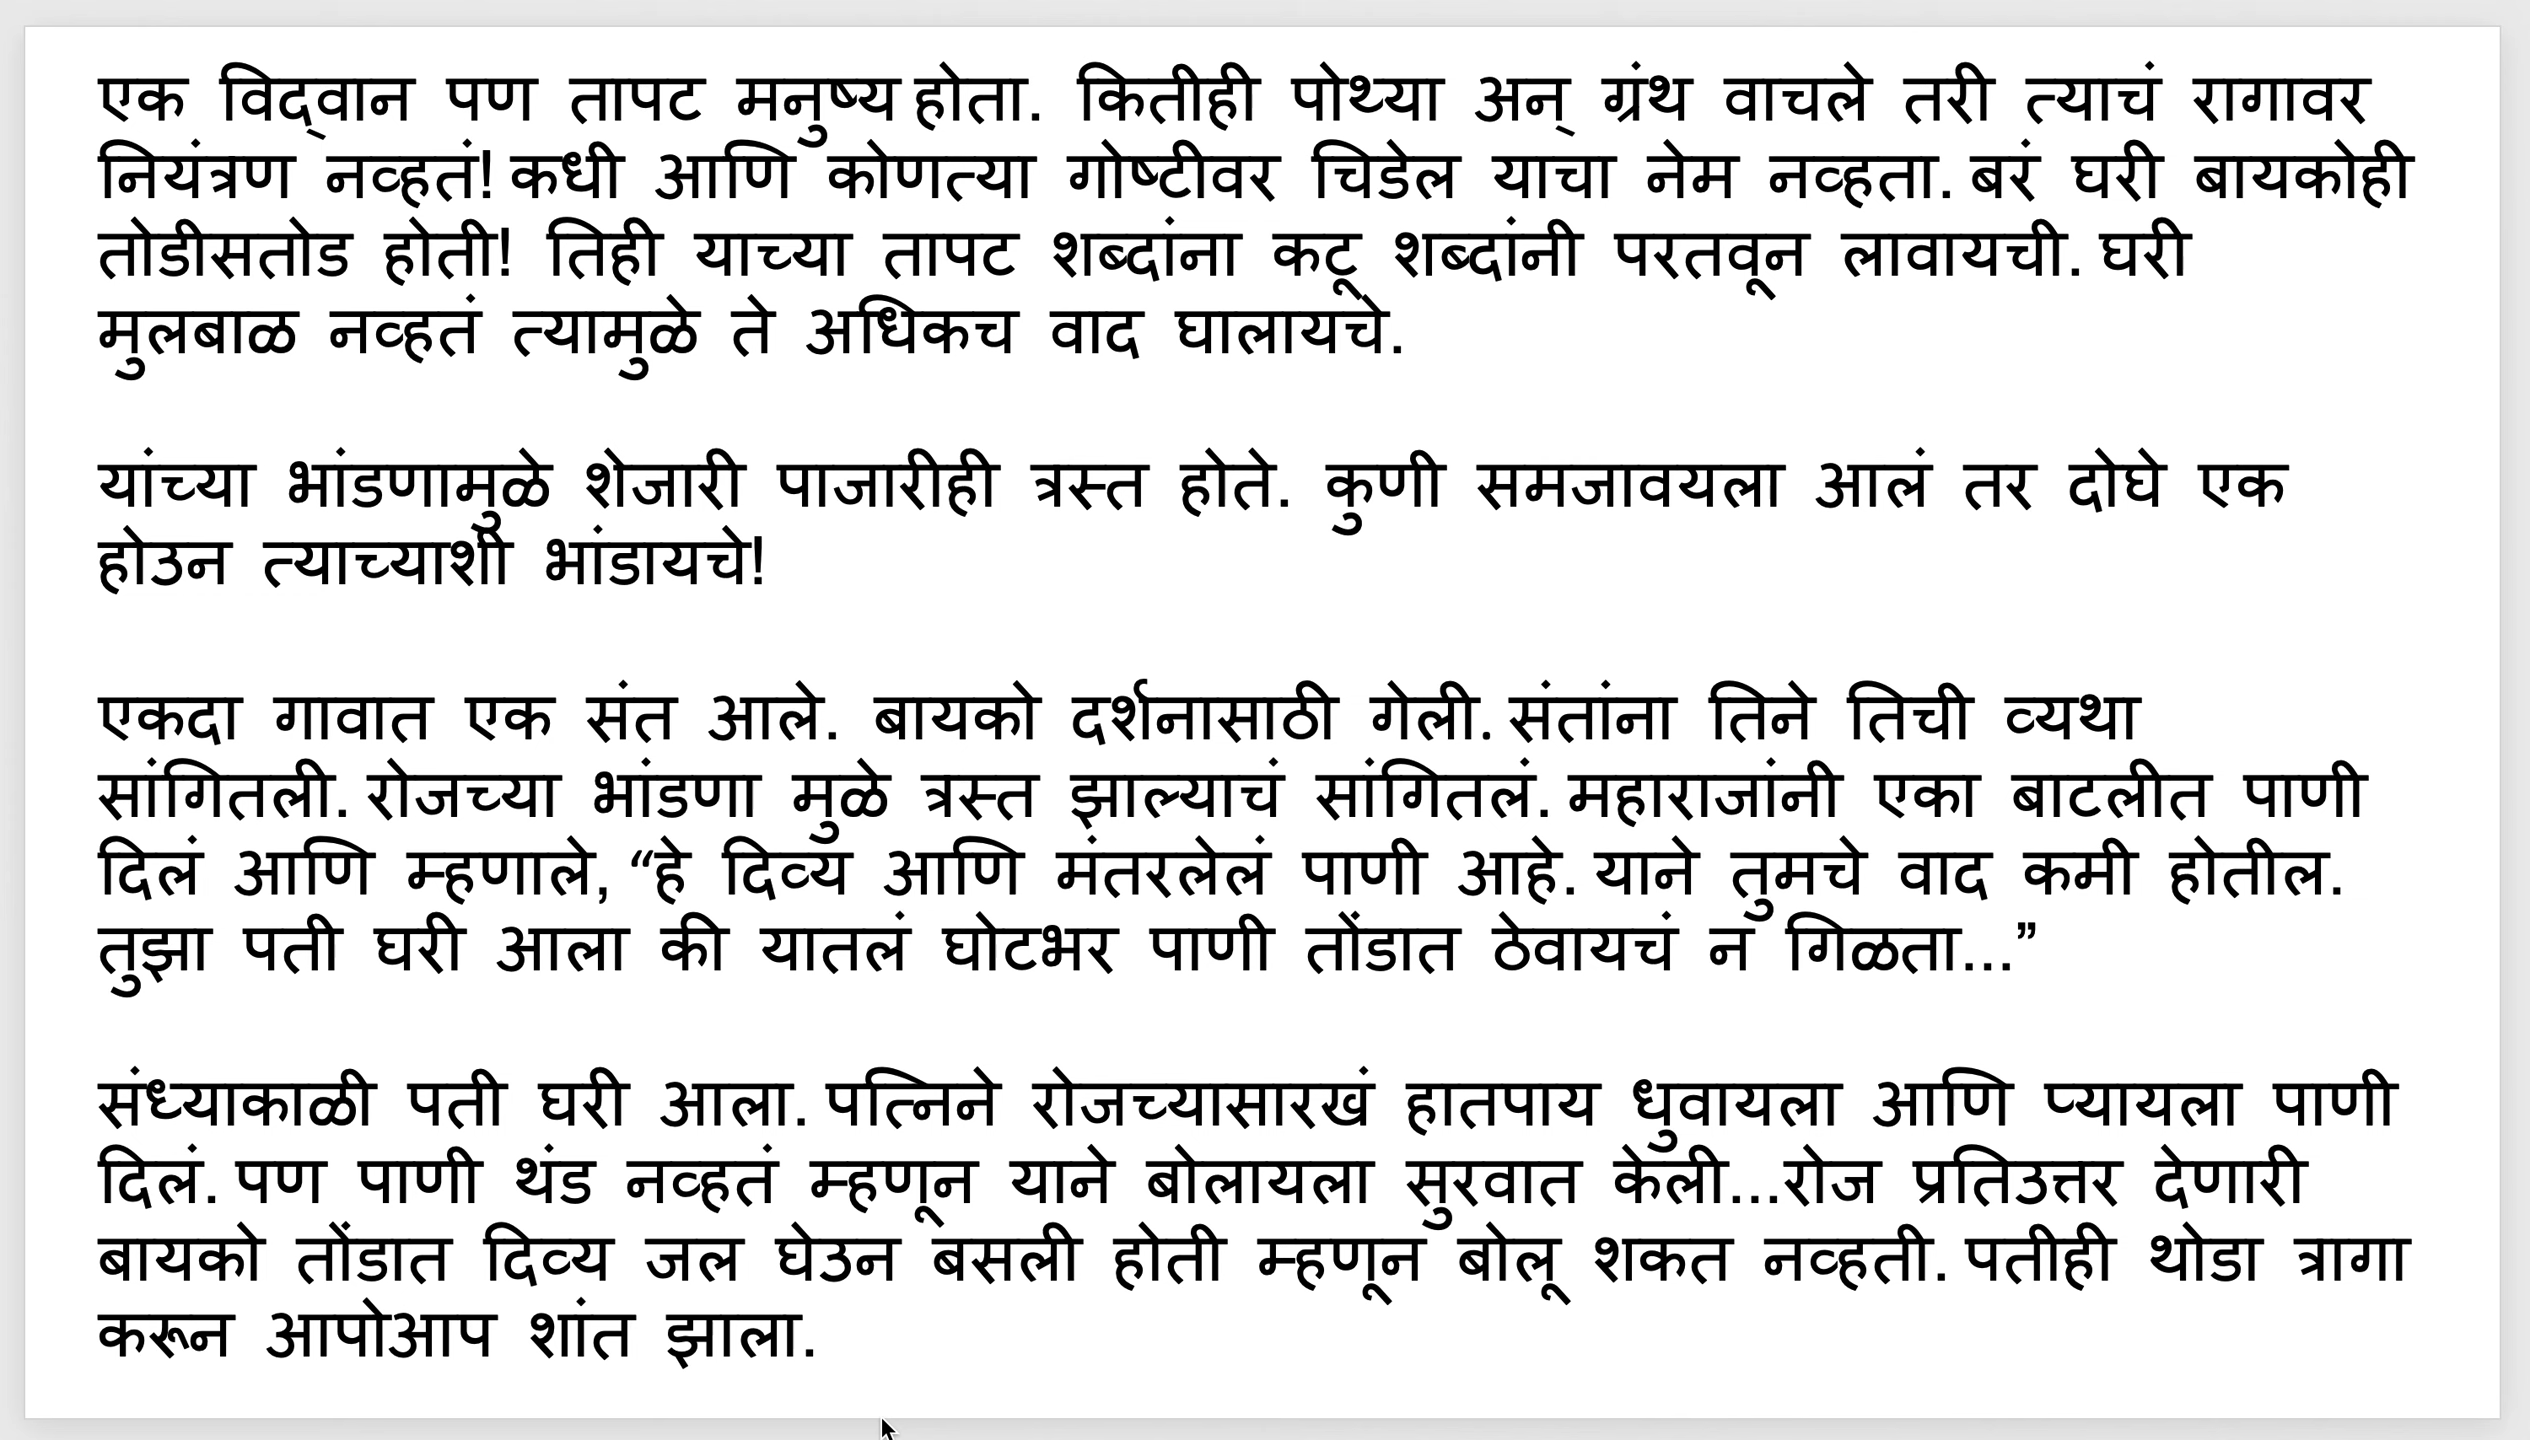 एक विद्‌वान पण तापट मनुष्य होता. कितीही पोथ्या अन् ग्रंथ वाचले तरी त्याचं रागावर
नियंत्रण नव्हतं! कधी आणि कोणत्या गोष्टीवर चिडेल याचा नेम नव्हता. बरं घरी बायकोही
तोडीसतोड होती! तिही याच्या तापट शब्दांना कटू शब्दांनी परतवून लावायची. घरी
मुलबाळ नव्हतं त्यामुळे ते अधिकच वाद घालायचे.
यांच्या भांडणामुळे शेजारी पाजारीही त्रस्त होते. कुणी समजावयला आलं तर दोघे एक
होउन त्याच्याशी भांडायचे!
एकदा गावात एक संत आले. बायको दर्शनासाठी गेली. संतांना तिने तिची व्यथा
सांगितली. रोजच्या भांडणा मुळे त्रस्त झाल्याचं सांगितलं. महाराजांनी एका बाटलीत पाणी
दिलं आणि म्हणाले, “हे दिव्य आणि मंतरलेलं पाणी आहे. याने तुमचे वाद कमी होतील.
तुझा पती घरी आला की यातलं घोटभर पाणी तोंडात ठेवायचं न गिळता...”
संध्याकाळी पती घरी आला. पत्निने रोजच्यासारखं हातपाय धुवायला आणि प्यायला पाणी
दिलं. पण पाणी थंड नव्हतं म्हणून याने बोलायला सुरवात केली...रोज प्रतिउत्तर देणारी
बायको तोंडात दिव्य जल घेउन बसली होती म्हणून बोलू शकत नव्हती. पतीही थोडा त्रागा
करून आपोआप शांत झाला.